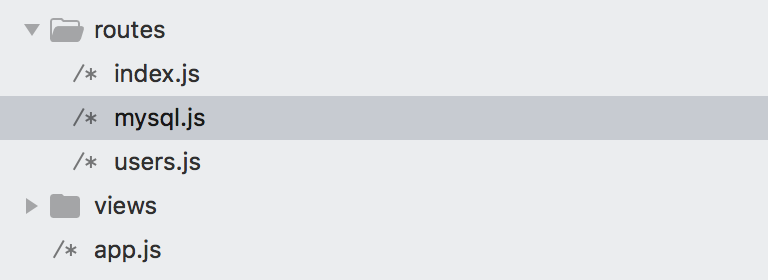 routes
/* index.js
/* mysql.js
/* users.js
views
/* app.js